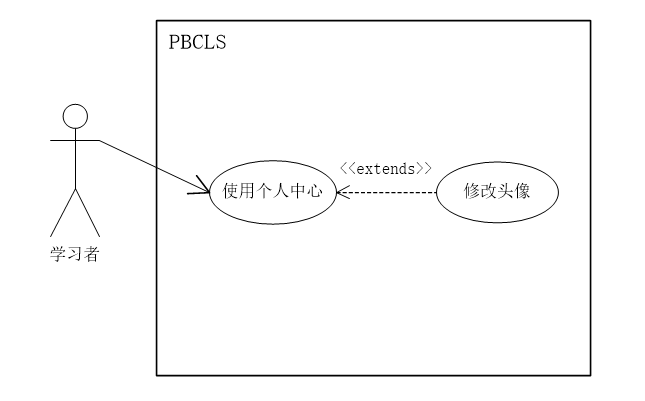 PBCLS
<<extends>>
使用个人中心
修改头像
学习者